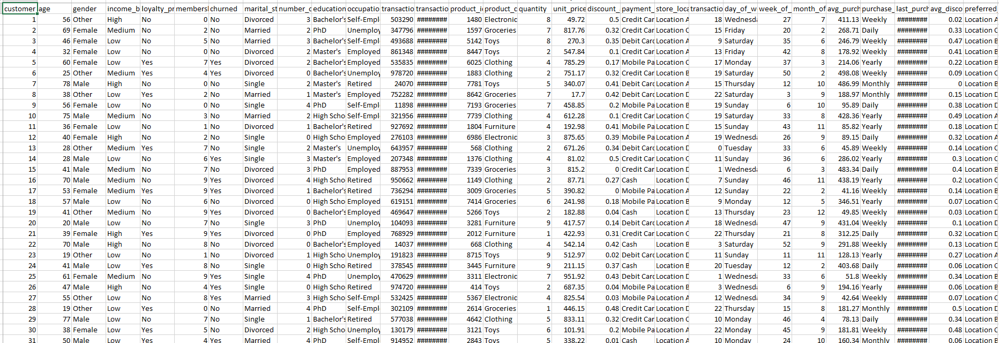 customer age gender income_b loyalty_pr membersl churned marital_st number_c education occupatio transactio transactio product_i product_c quantity unit_price discount_ payment_ store_loca transactio day_of_w week_of_ month_of avg_purch purchase_ last_purch avg_disco preferred_
1 56 Other High No 0 No Divorced 3 Bachelor's Self-Empl 503290 ######## 1480 Electronic 8 49.72 0.5 Credit Car Location A 18 Wednesda 27 7 411.13 Weekly ######## 0.02 Location A
2 69 Female Medium No 2 No Married 2 PhD Unemploy 347796 ######## 1597 Groceries 7 817.76 0.32 Credit Car Location C 15 Friday 20 2 268.71 Daily ######## 0.33 Location C
3 46 Female Low No 5 No Married 3 Bachelor's Self-Empl 493688 ######## 5142 Toys 8 270.3 0.35 Debit Card Location A 9 Saturday 35 6 246.79 Weekly ######## 0.47 Location B
4 32 Female Low No 0 No Divorced 2 Master's Employed 861348 ######## 8447 Toys 2 547.84 0.1 Credit Car Location A 13 Friday 42 8 178.92 Weekly ######## 0.41 Location B
5 60 Female Low Yes 7 Yes Divorced 2 Bachelor's Employed 535835 ######## 6025 Clothing 4 785.29 0.17 Mobile Pa Location C 17 Monday 37 3 214.06 Yearly ######## 0.22 Location B
6 25 Other Medium Yes 4 Yes Divorced 0 Bachelor's Unemploy 978720 ######## 1883 Clothing 2 751.17 0.32 Credit Car Location B 19 Saturday 50 2 498.08 Weekly ######## 0.09 Location C
7 78 Male High No 0 No Single 2 Master's Retired 24070 ######## 7781 Toys 5 340.07 0.41 Debit Card Location A 15 Thursday 12 10 486.99 Monthly ######## 0 Location B
8 38 Other Low Yes 2 No Married 1 Master's Employed 752282 ######## 8642 Groceries 7 17.7 0.42 Debit Card Location D 22 Saturday 3 9 188.97 Monthly ######## 0.15 Location D
9 56 Female Low No 0 No Single 4 PhD Self-Empl 11898 ######## 7193 Groceries 7 458.85 0.2 Mobile Pa Location B 19 Sunday 6 10 95.89 Daily ######## 0.38 Location D
10 75 Male Medium No 3 No Married 2 High Scho Self-Empl 321956 ######## 7739 Clothing 4 612.28 0.1 Credit Car Location C 19 Saturday 33 8 428.36 Yearly ######## 0.49 Location A
11 36 Female Low No 1 No Divorced 1 Bachelor's Retired 927692 ######## 1804 Furniture 4 192.98 0.41 Mobile Pa Location D 15 Sunday 43 11 85.82 Yearly ######## 0.18 Location D
12 40 Female High No 2 No Single 0 High Scho Employed 276103 ######## 6986 Electronic 3 875.65 0.39 Mobile Pa Location A 19 Wednesda 26 9 89.15 Daily ######## 0.32 Location A
13 28 Other Medium Yes 7 No Single 2 Master's Unemploy 643957 ######## 568 Clothing 2 671.26 0.34 Debit Card Location D 0 Tuesday 33 6 45.89 Weekly ######## 0.14 Location C
14 28 Male Low No 6 Yes Single 3 Master's Employed 207348 ######## 1376 Clothing 4 81.02 0.5 Credit Car Location C 11 Sunday 36 6 286.02 Yearly ######## 0.3 Location C
15 41 Male Medium No 7 No Divorced 3 PhD Employed 887953 ######## 7339 Groceries 3 815.2 0 Credit Car Location D 1 Wednesda 6 3 483.34 Daily ######## 0.4 Location B
16 70 Male Medium No 9 Yes Divorced 4 High Scho Retired 950662 ######## 1149 Clothing 2 87.71 0.27 Cash Location D 7 Sunday 46 11 438.19 Yearly ######## 0.2 Location C
17 53 Female Medium Yes 9 Yes Divorced 1 Bachelor's Retired 736294 ######## 3009 Groceries 5 390.82 0 Mobile Pa Location A 12 Sunday 22 2 41.16 Weekly ######## 0.14 Location B
18 57 Male Low No 6 No Divorced 0 High Scho Employed 619151 ######## 7414 Groceries 6 241.98 0.18 Mobile Pa Location B 9 Monday 12 5 346.51 Yearly ######## 0.07 Location C
19 41 Other Medium No 9 Yes Divorced 0 Bachelor's Employed 469647 ######## 5266 Toys 2 182.88 0.04 Cash Location D 13 Thursday 23 12 49.85 Weekly ######## 0.03 Location D
20 20 Male Low No 7 No Single 3 PhD Unemploy 104093 ######## 3281 Furniture 9 417.57 0.14 Debit Card Location A 18 Wednesda 47 9 431.04 Weekly ######## 0.1 Location D
21 39 Female High Yes 9 Yes Divorced 0 PhD Employed 768929 ######## 2012 Furniture 1 422.93 0.31 Credit Car Location C 22 Thursday 21 8 312.25 Daily ######## 0.32 Location D
22 70 Male High No 8 No Divorced 0 Bachelor's Employed 14037 ######## 668 Clothing 4 542.14 0.42 Cash Location B 3 Saturday 52 9 291.88 Weekly ######## 0.13 Location D
23 19 Other Low No 1 No Divorced 1 High Scho Unemploy 191823 ######## 8715 Toys 9 512.97 0.02 Debit Card Location D 11 Sunday 11 11 128.13 Yearly ######## 0.27 Location A
24 41 Male Low Yes 8 No Single 0 High Scho Retired 378545 ######## 3445 Furniture 9 211.15 0.37 Cash Location B 20 Tuesday 12 2 403.68 Daily ######## 0.06 Location C
25 61 Female Medium No 9 Yes Single 4 PhD Unemploy 470629 ######## 3311 Electronic 7 951.92 0.43 Debit Card Location D 1 Wednesda 33 6 51.8 Weekly ######## 0.34 Location B
26 47 Male High No 4 Yes Single 0 High Scho Retired 974720 ######## 414 Toys 2 687.35 0.04 Mobile Pa Location B 3 Wednesda 6 9 194.16 Yearly ######## 0.06 Location B
27 55 Other Low No 8 Yes Married 3 High Scho Self-Empl 532425 ######## 5367 Electronic 4 825.54 0.03 Mobile Pa Location A 12 Wednesda 34 9 42.64 Weekly ######## 0.07 Location C
28 19 Other Low Yes 0 No Married 4 PhD Self-Empl 302109 ######## 2614 Groceries 1 446.15 0.48 Credit Car Location D 22 Thursday 15 8 181.27 Monthly ######## 0.5 Location D
29 77 Male Low No 7 No Single 1 Bachelor's Retired 577038 ######## 4642 Clothing 5 833.11 0.32 Credit Car Location C 10 Monday 46 4 78.13 Daily ######## 0.34 Location B
30 38 Female Low Yes 5 No Divorced 2 High Scho Unemploy 130179 ######## 3121 Toys 6 101.91 0.2 Mobile Pa Location A 22 Monday 45 9 181.81 Weekly ######## 0.48 Location D
31 50 Male Low Yes 4 Yes Married 4 PhD Self-Empl 914952 ######## 2843 Toys 5 338.22 0.01 Cash Location A 10 Monday 24 10 160.34 Monthly ######## 0.06 Location D